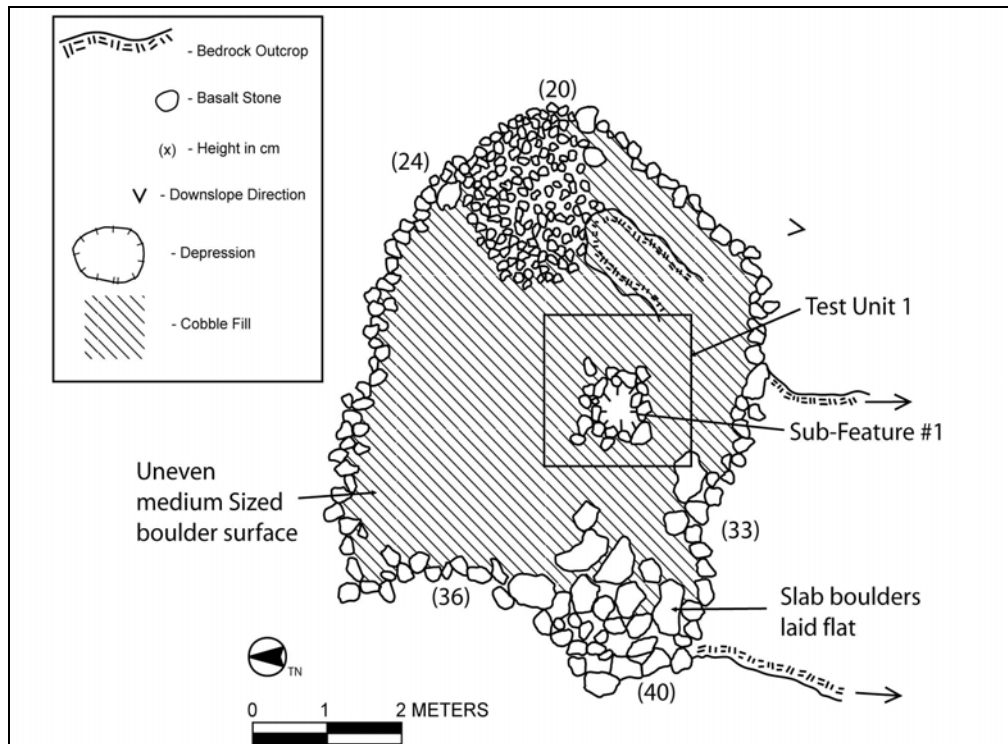 - Bedrock Outcrop
- Basalt Stone
(x) - Height in cm
- Downslope Direction
- Depression
- Cobble Fill
(20)
(24)
Test Unit 1
Sub-Feature #1
Uneven
medium Sized
boulder surface
(33)
(36)
Slab boulders
laid flat
(40)
TN
0 1 2 METERS